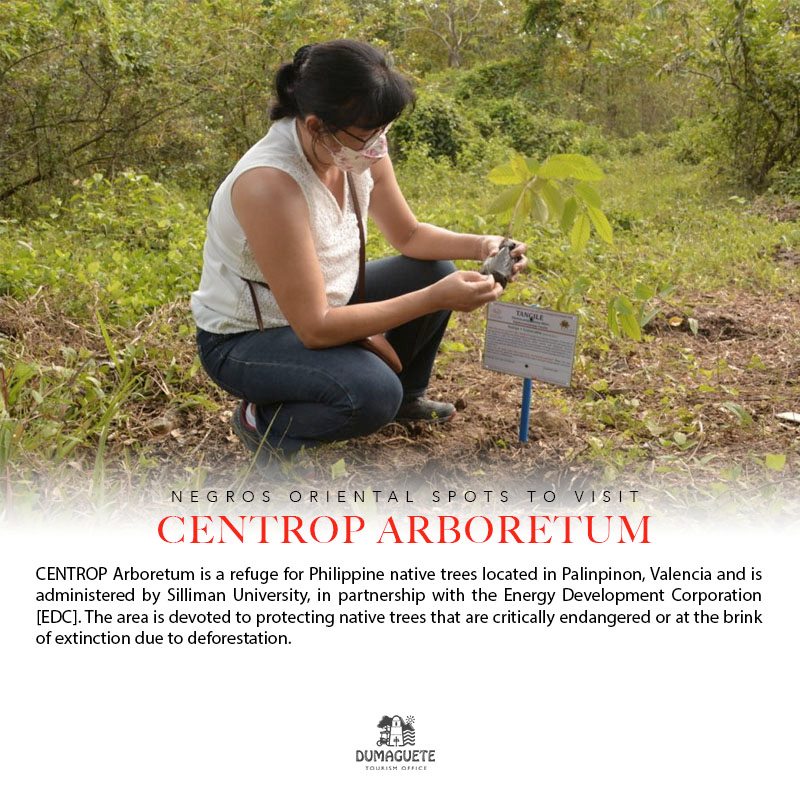 TANGILE
NEGROS ORIENTAL SPOTS TO VISIT
CENTROP ARBORETUM
CENTROP Arboretum is a refuge for Philippine native trees located in Palinpinon, Valencia and is
administered by Silliman University, in partnership with the Energy Development Corporation
[EDC]. The area is devoted to protecting native trees that are critically endangered or at the brink
of extinction due to deforestation.
DUMAGUETE
TOURISM OFFICE